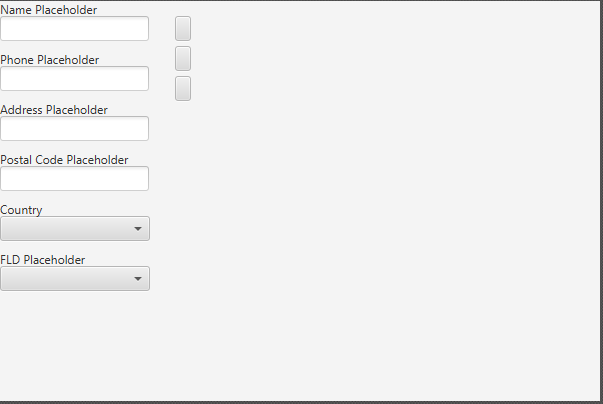 Name Placeholder
Phone Placeholder
Address Placeholder
Postal Code Placeholder
Country
FLD Placeholder